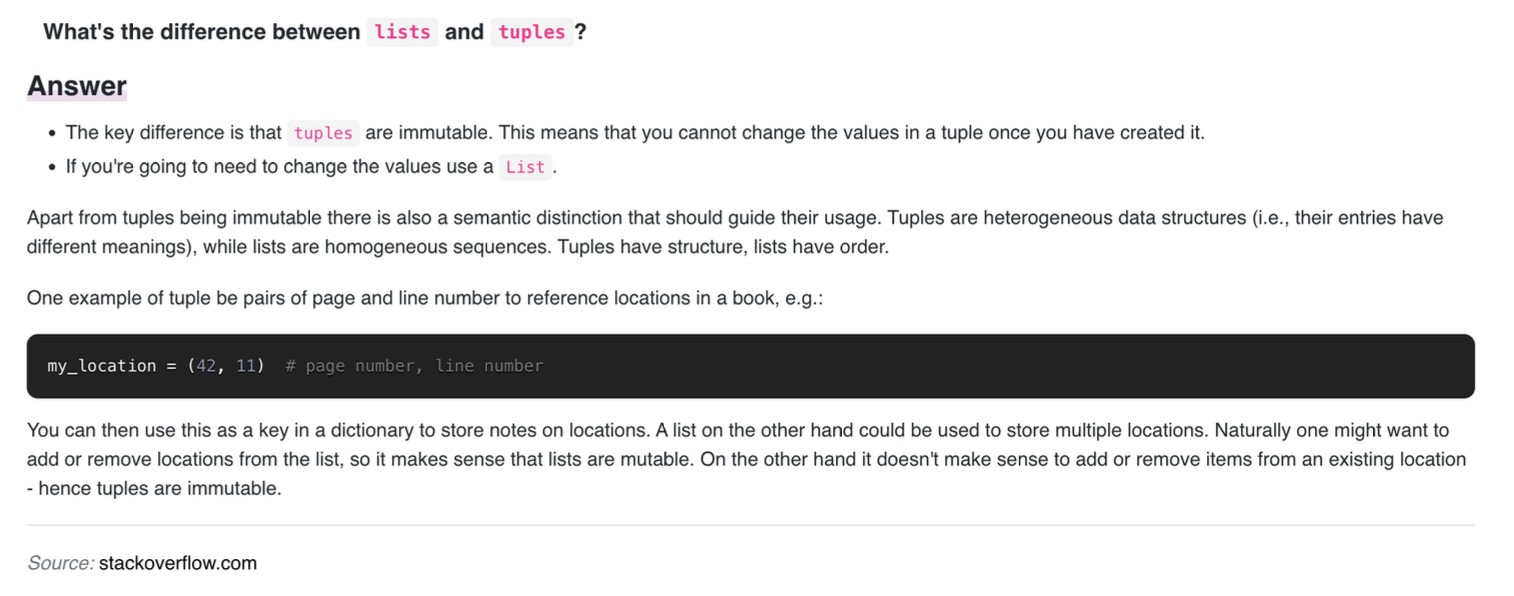 What's the difference between lists and tuples?
Answer
• The key difference is that tuples are immutable. This means that you cannot change the values in a tuple once you have created it.
• If you're going to need to change the values use a List.
Apart from tuples being immutable there is also a semantic distinction that should guide their usage. Tuples are heterogeneous data structures (i.e., their entries have
different meanings), while lists are homogeneous sequences. Tuples have structure, lists have order.
One example of tuple be pairs of page and line number to reference locations in a book, e.g.:
my_location = (42, 11)  # page number, line number
You can then use this as a key in a dictionary to store notes on locations. A list on the other hand could be used to store multiple locations. Naturally one might want to
add or remove locations from the list, so it makes sense that lists are mutable. On the other hand it doesn't make sense to add or remove items from an existing location
- hence tuples are immutable.
Source: stackoverflow.com